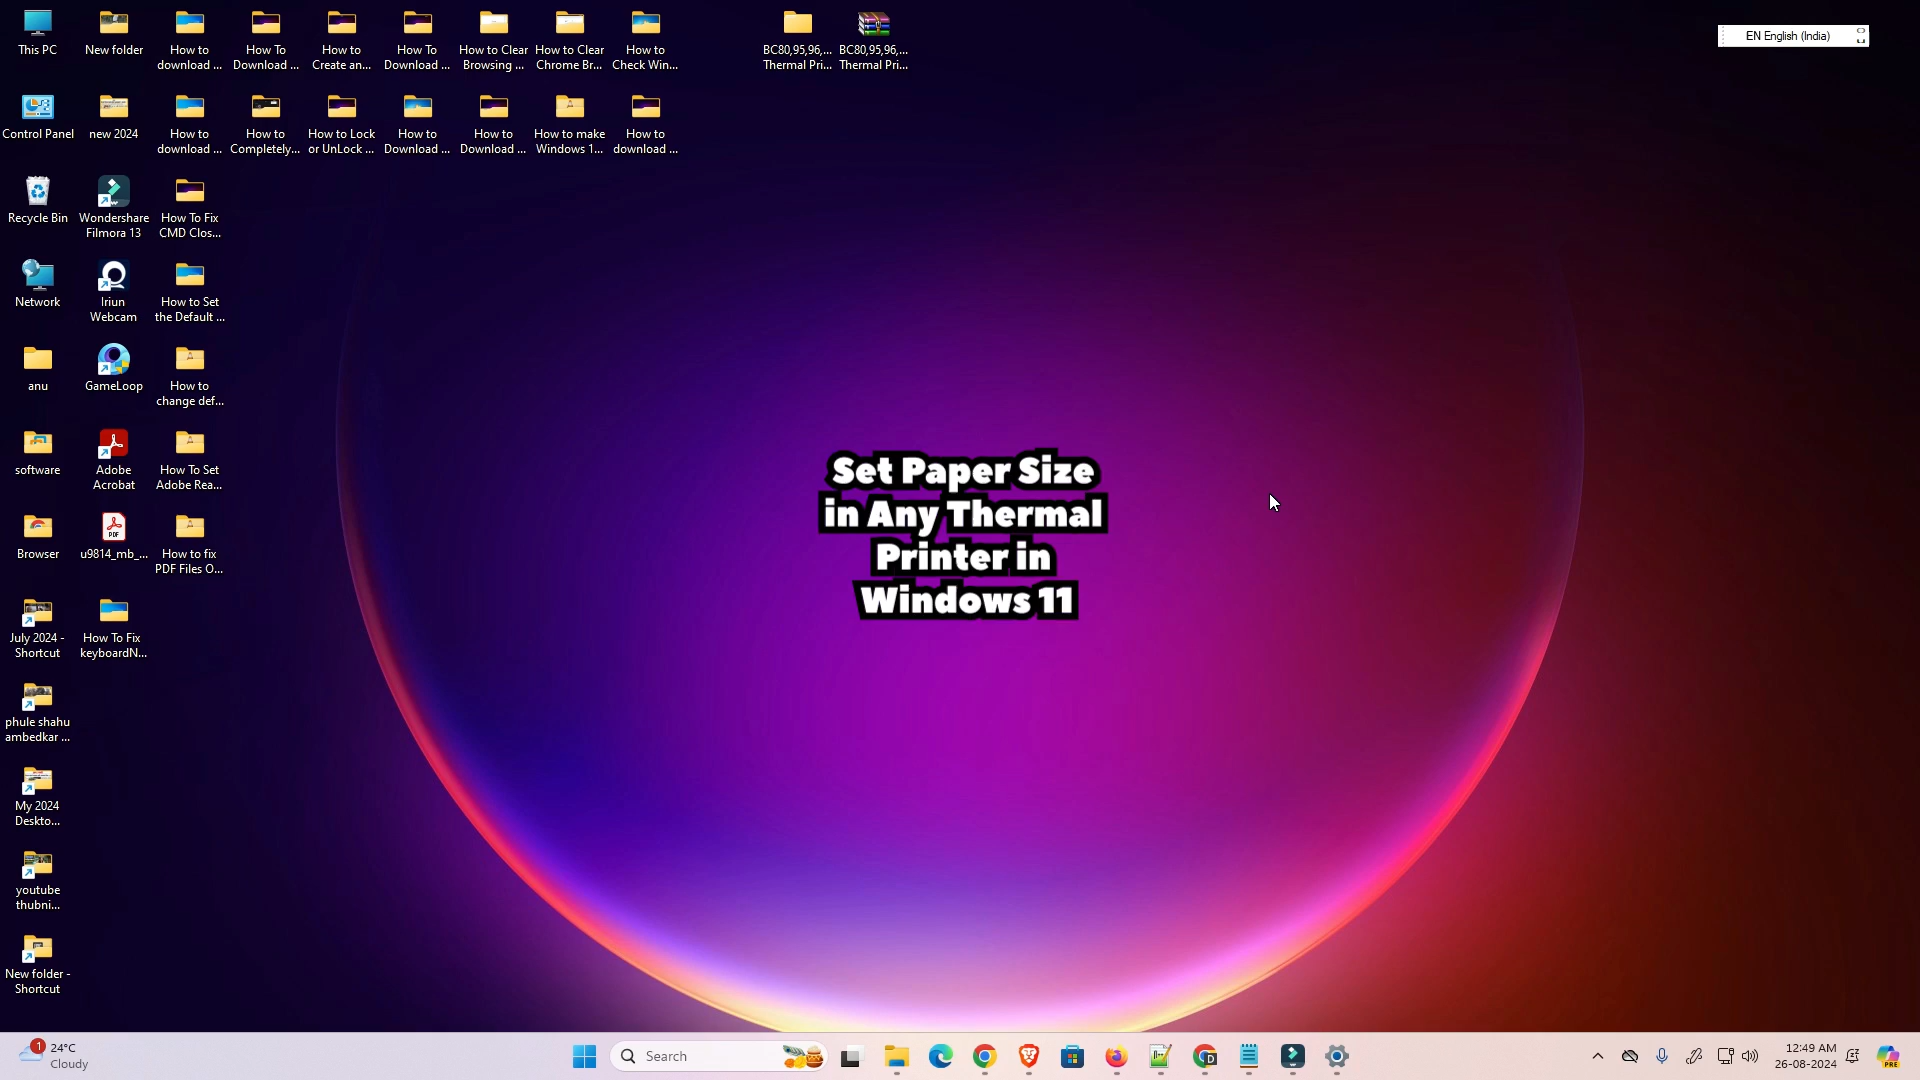 This PC
New folder
How to
download ...
How To
Download ...
How to
Create an...
How To
Download ...
How to Clear
Browsing ...
How to Clear
Chrome Br...
How to
Check Win...
BC80,95,96,...
Thermal Pri...
BC80,95,96,...
Thermal Pri...
EN English (India)
Control Panel
new 2024
How to
download ...
How to
Completely...
How to Lock
or UnLock ...
How to
Download ...
How to
Download ...
How to make
Windows 1...
How to
download ...
Recycle Bin
Wondershare
Filmora 13
How To Fix
CMD Clos...
Network
Iriun
Webcam
How to Set
the Default ...
anu
GameLoop
How to
change def...
software
Adobe
Acrobat
How To Set
Adobe Rea...
Browser
PDF
u9814_mb_...
How to fix
PDF Files O...
July 2024 -
Shortcut
How To Fix
keyboardN...
phule shahu
ambedkar ...
My 2024
Deskto...
youtube
thubni...
New folder -
Shortcut
Set Paper Size
in Any Thermal
Printer in
Windows 11
1
24°C
Cloudy
Search
D
12:49 AM
26-08-2024
PRE